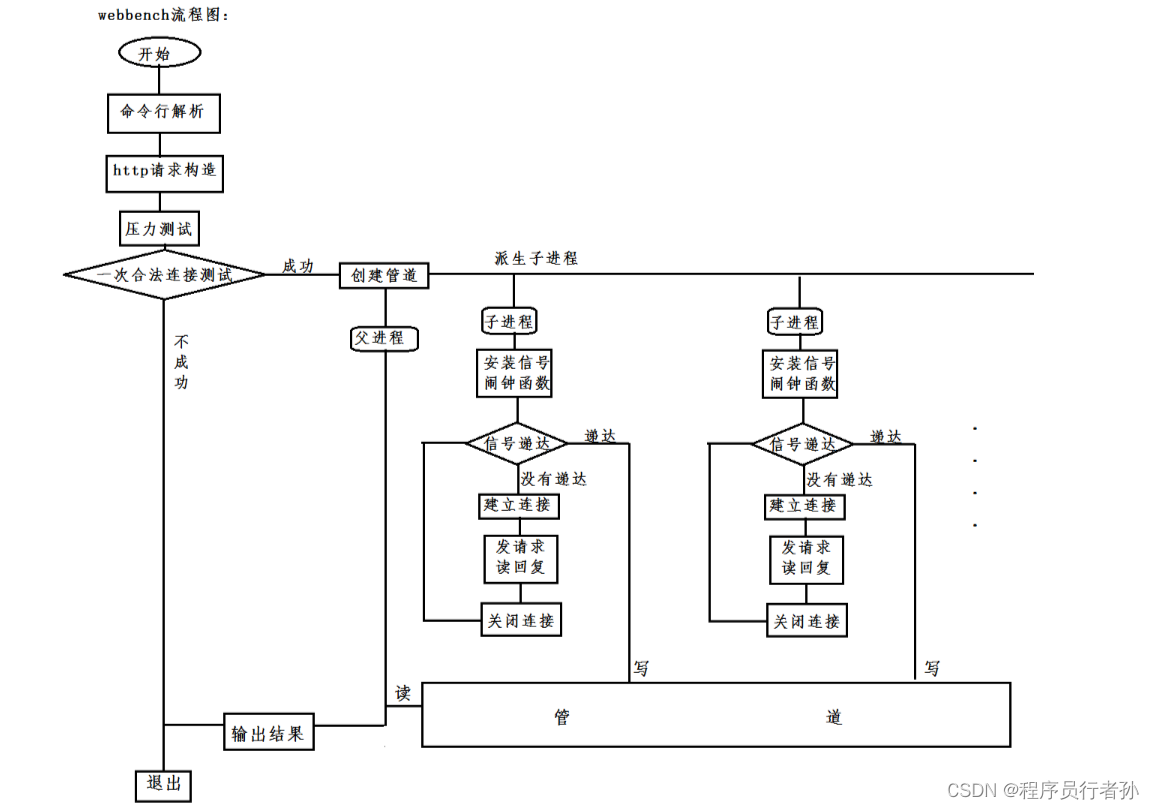 webbench流程图：
开始
命令行解析
http请求构造
压力测试
一次合法连接测试
成功
创建管道
派生子进程
不
成
功
父进程
子进程
安装信号
闹钟函数
信号递达
递达
没有递达
建立连接
发请求
读回复
关闭连接
写
子进程
安装信号
闹钟函数
信号递达
递达
没有递达
建立连接
发请求
读回复
关闭连接
写
读
管 道
输出结果
退出
CSDN @程序员行者孙